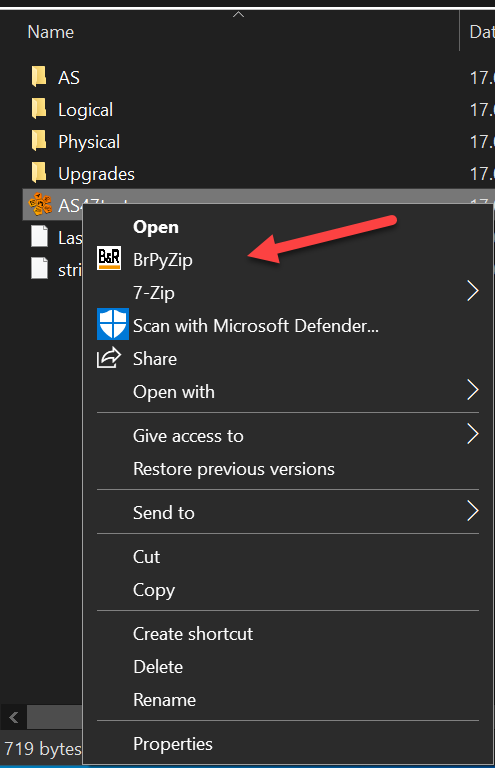 Name
Dat
AS
17.0
Logical
17.0
Physical
17.0
Upgrades
17.0
17.0
Las
stri
Open
B&R
BrPyZip
7-Zip
Scan with Microsoft Defender...
Share
Open with
Give access to
Restore previous versions
Send to
Cut
Copy
Create shortcut
Delete
Rename
Properties
719 bytes